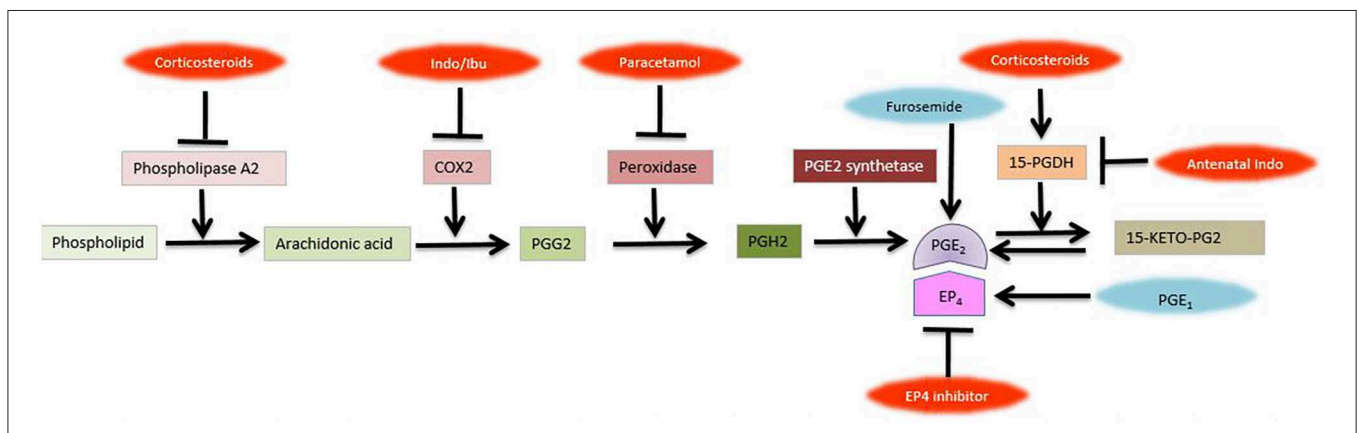 Corticosteroids
Indo/Ibu
Paracetamol
Corticosteroids
Furosemide
Phospholipase A2
COX2
Peroxidase
PGE2 synthetase
15-PGDH
Antenatal Indo
Phospholipid
Arachidonic acid
PGG2
PGH2
PGE₂
15-KETO-PG2
EP₄
PGE₁
EP4 inhibitor